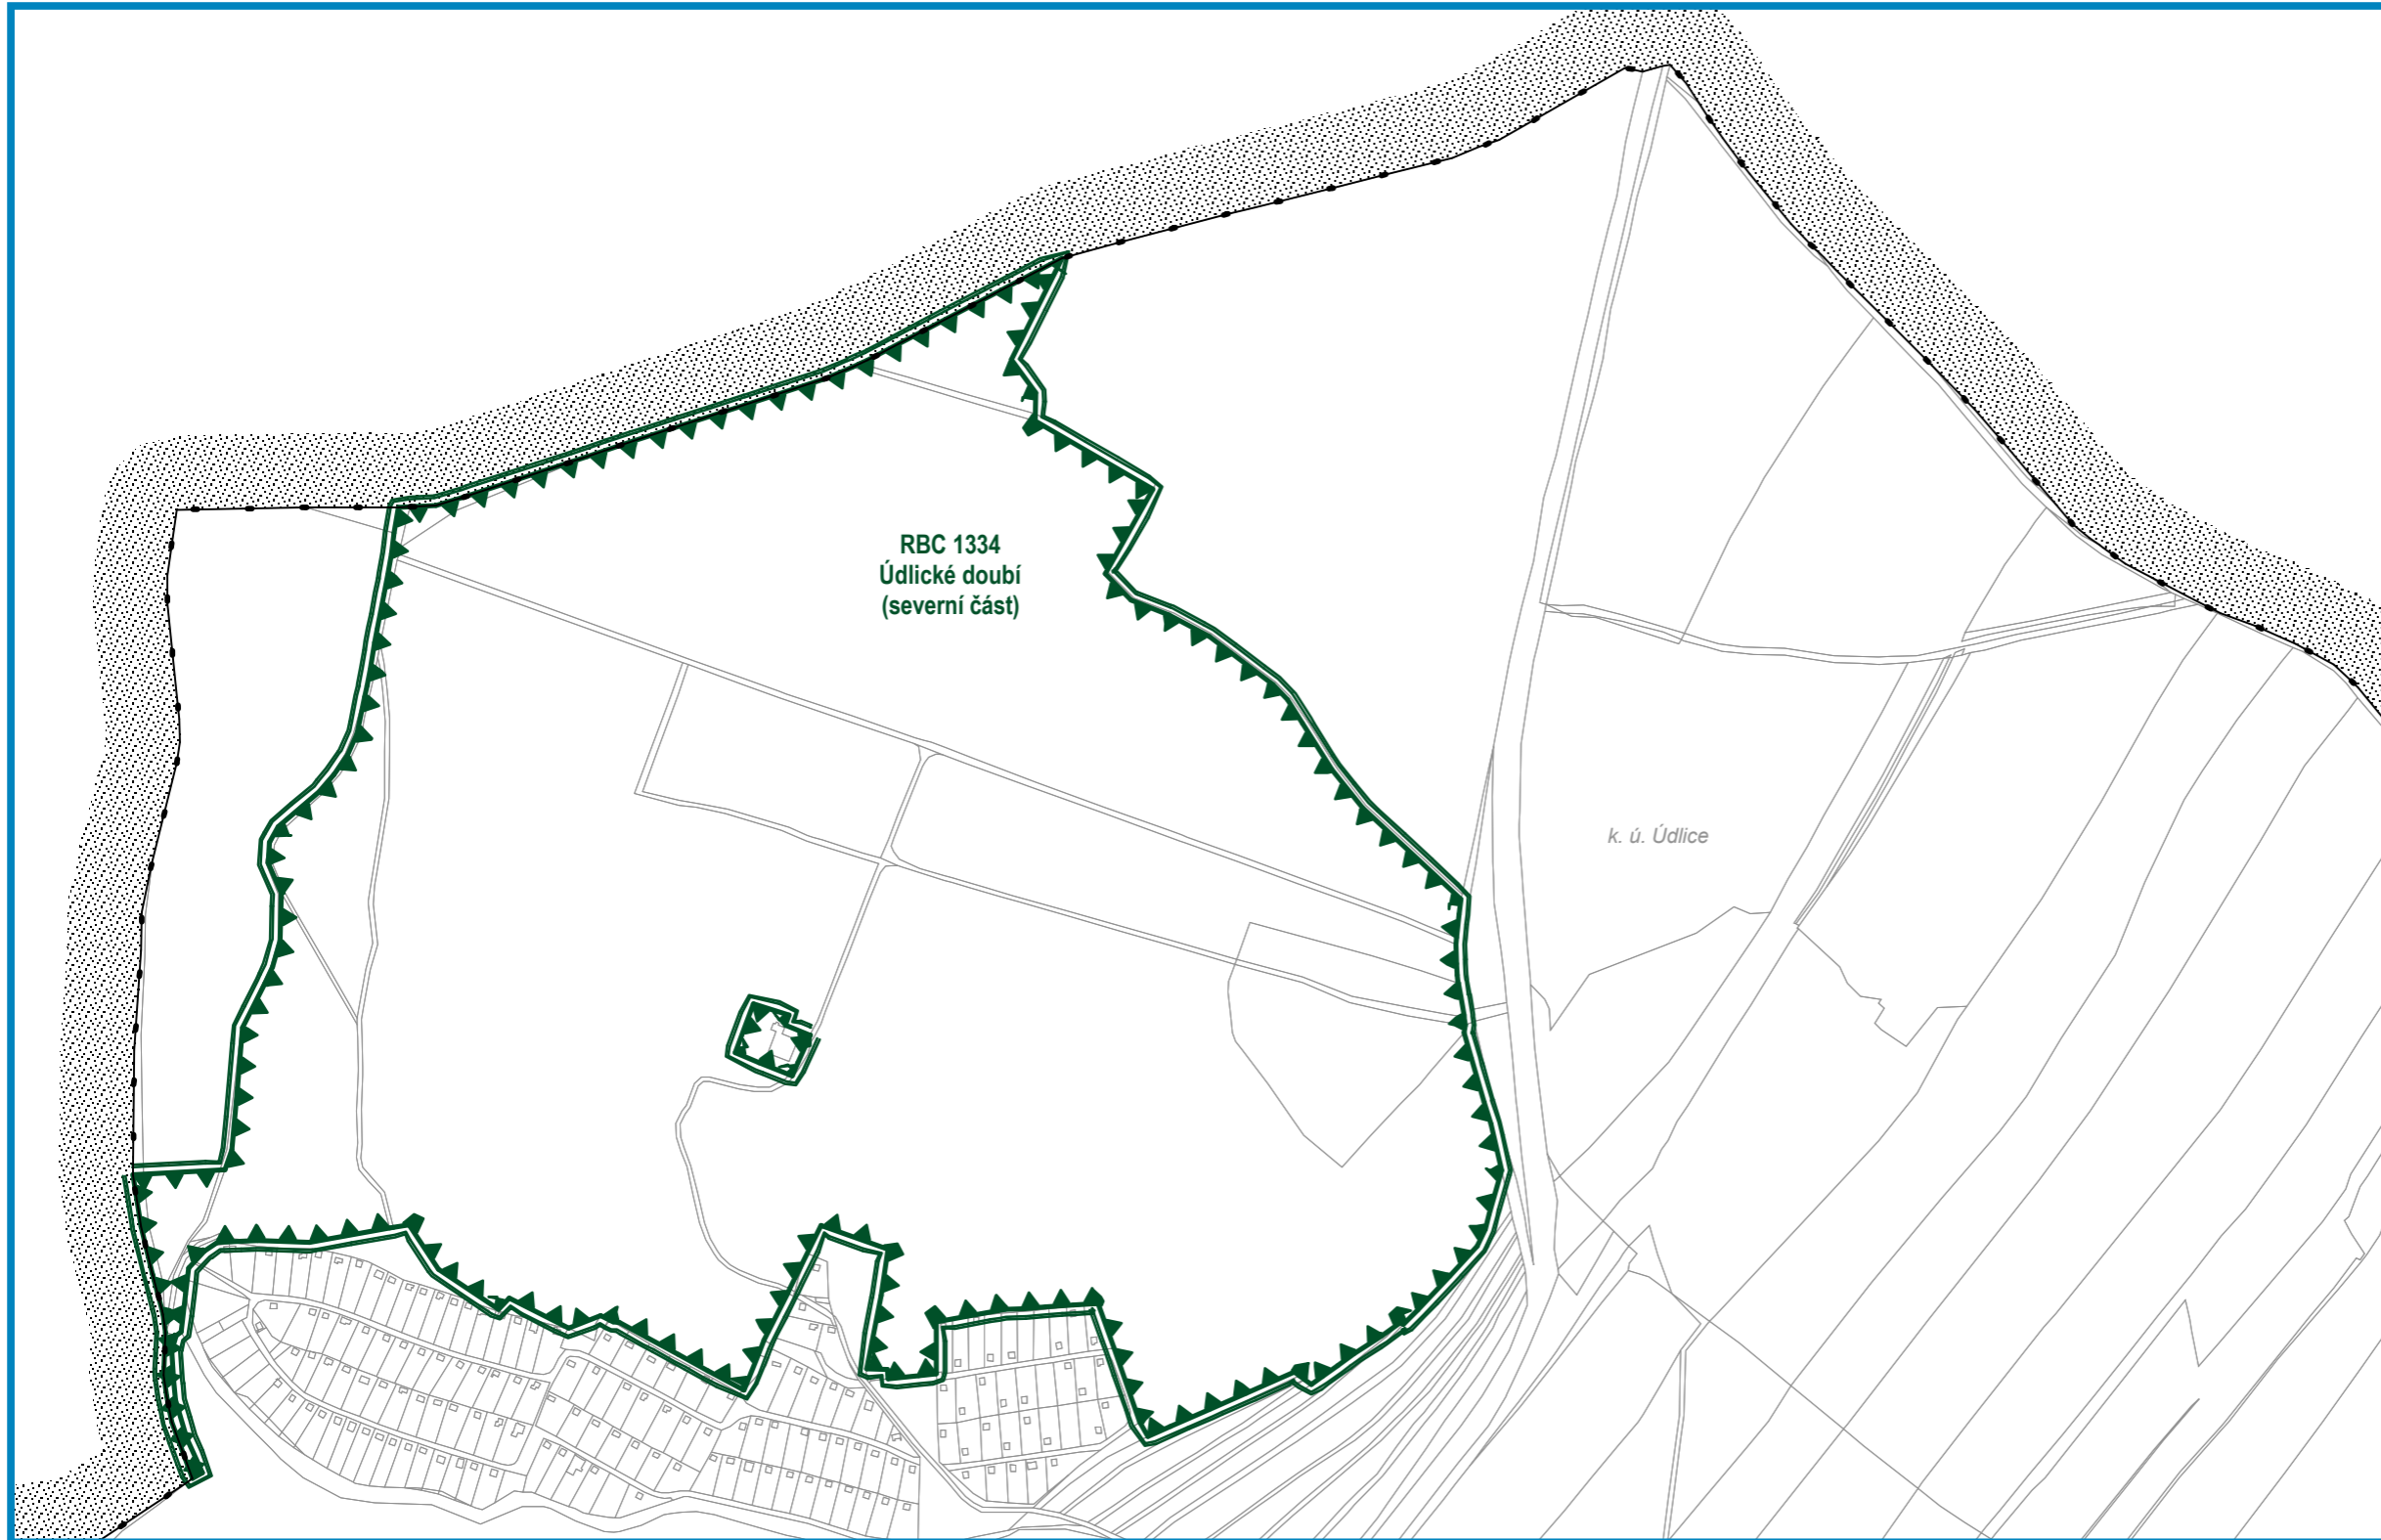 RBC 1334
Údlické doubí
(severní část)
k. ú. Údlice